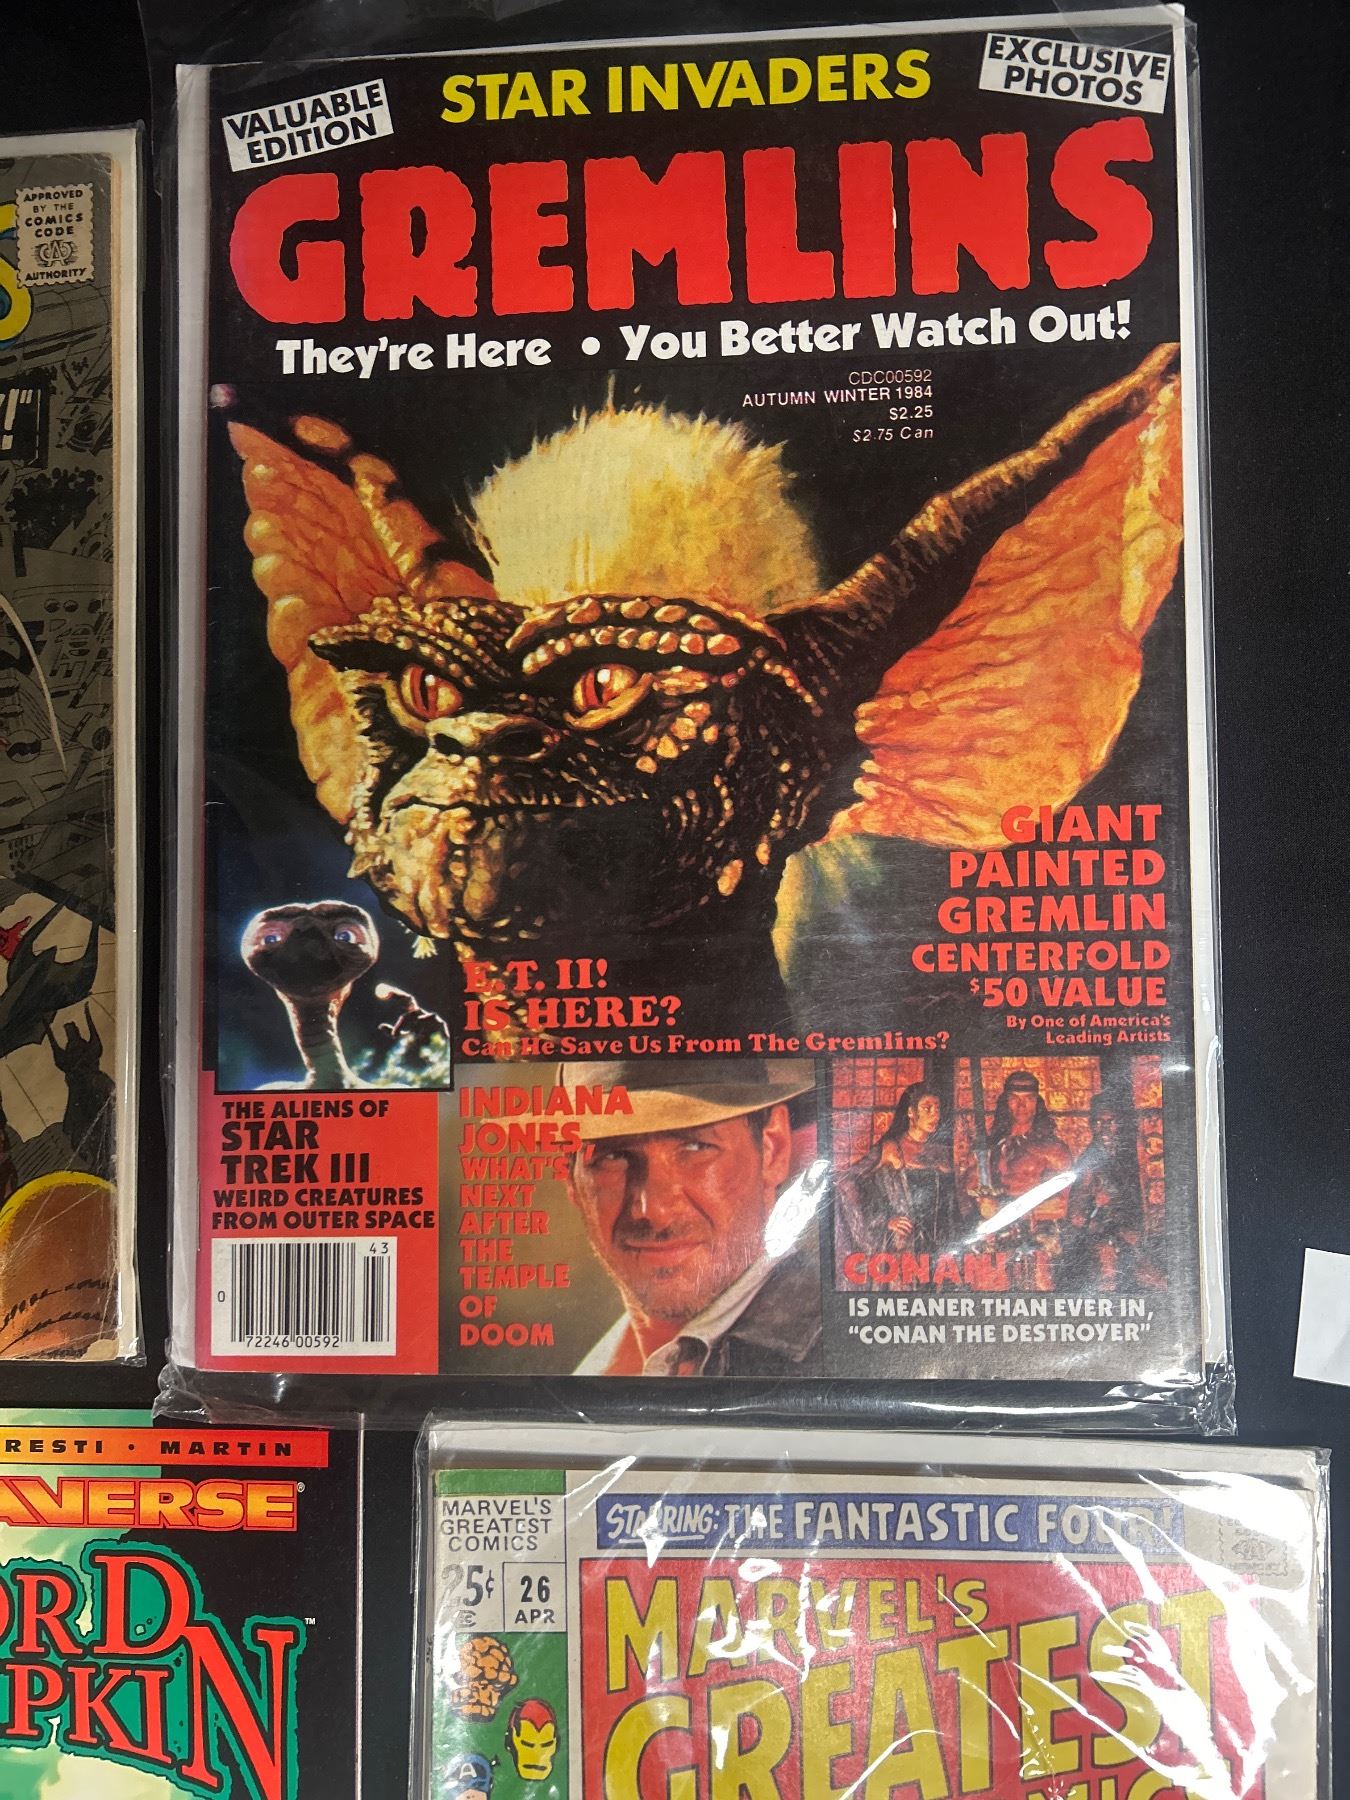 VALUABLE
EDITION
STAR INVADERS
EXCLUSIVE
PHOTOS
GREMLINS
They're Here • You Better Watch Out!
CDC00592
AUTUMN WINTER 1984
$2.25
$2.75 Can
GIANT
PAINTED
GREMLIN
CENTERFOLD
$50 VALUE
By One of America's
Leading Artists
E.T. II!
IS HERE?
Can He Save Us From The Gremlins?
THE ALIENS OF
STAR
TREK III
WEIRD CREATURES
FROM OUTER SPACE
43
0
72246 00592
INDIANA
JONES,
WHAT'S
NEXT
AFTER
THE
TEMPLE
OF
DOOM
CONAN
IS MEANER THAN EVER IN,
"CONAN THE DESTROYER"
APPROVED
BY THE
COMICS
CODE
AUTHORITY
S
!"
RESTI • MARTIN
VERSE®
ORD
MPKIN
™
MARVEL'S
GREATEST
COMICS
25¢
26
APR
STARRING: THE FANTASTIC FOUR!
MARVEL'S
GREATEST